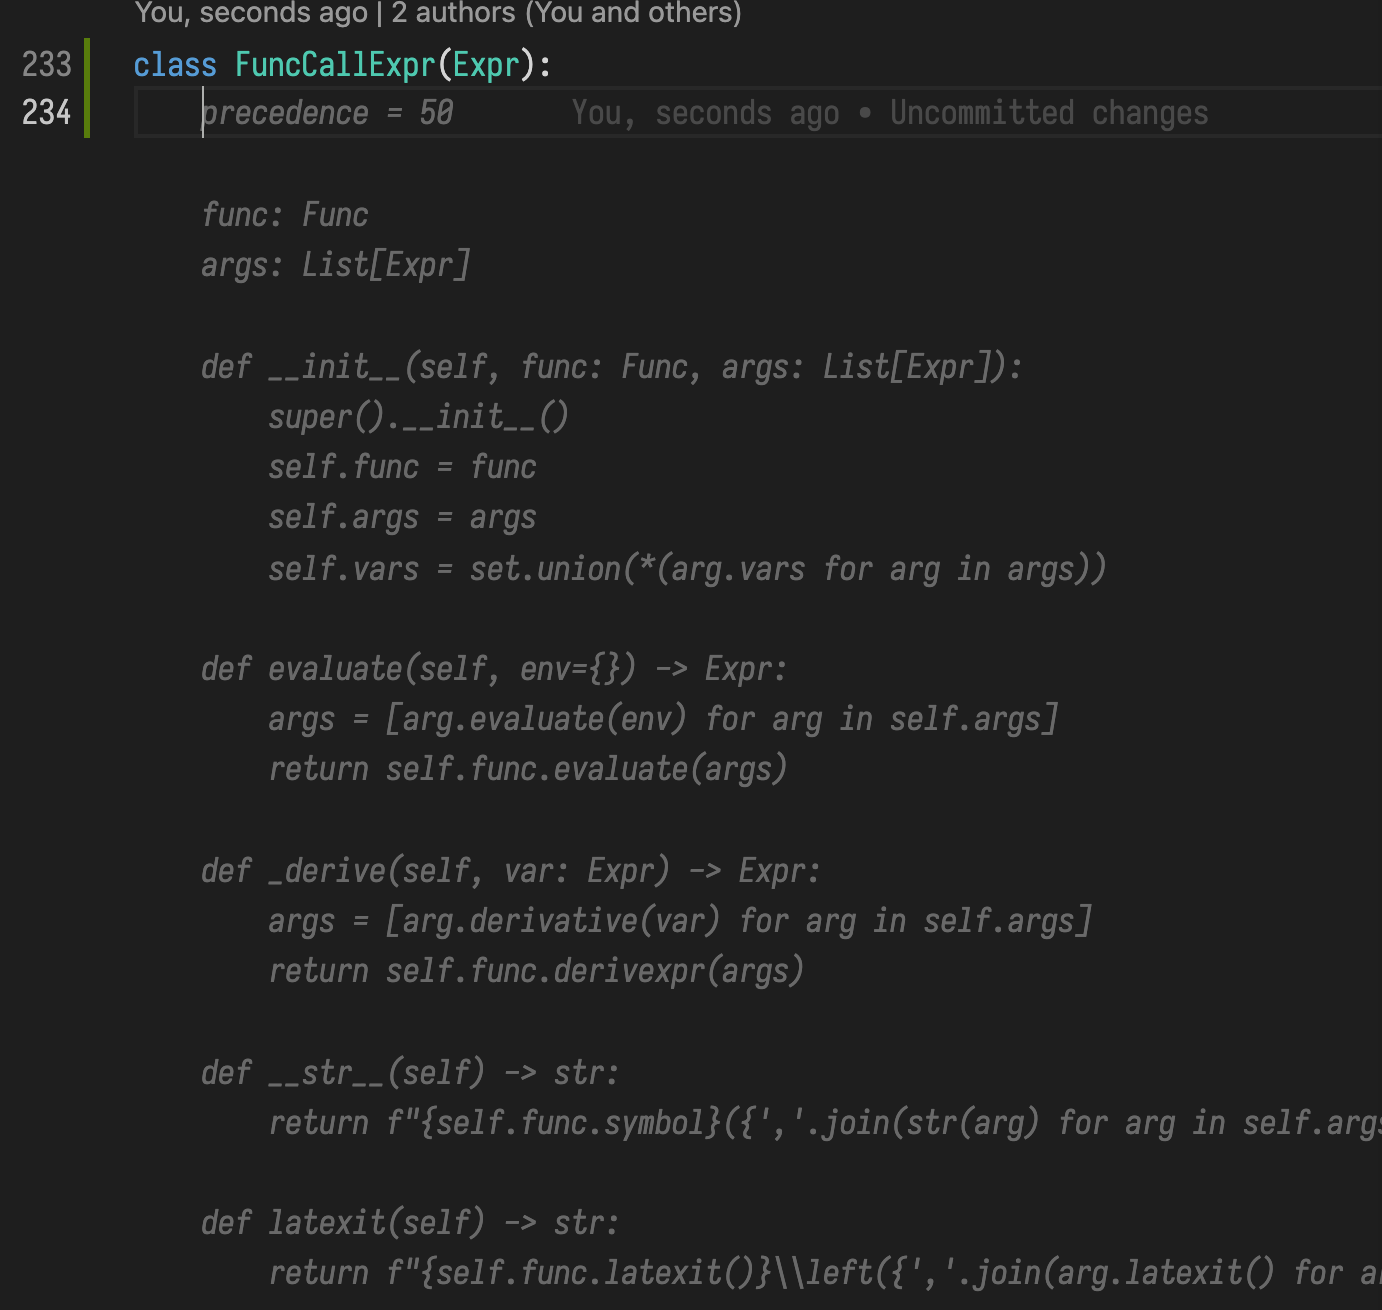 You, seconds ago | 2 authors (You and others)
233 class FuncCallExpr(Expr):
234 precedence = 50 You, seconds ago • Uncommitted changes
func: Func
args: List[Expr]
def __init__(self, func: Func, args: List[Expr]):
super().__init__()
self.func = func
self.args = args
self.vars = set.union(*(arg.vars for arg in args))
def evaluate(self, env={}) -> Expr:
args = [arg.evaluate(env) for arg in self.args]
return self.func.evaluate(args)
def _derive(self, var: Expr) -> Expr:
args = [arg.derivative(var) for arg in self.args]
return self.func.derivexpr(args)
def __str__(self) -> str:
return f"{self.func.symbol}({','.join(str(arg) for arg in self.args
def latexit(self) -> str:
return f"{self.func.latexit()}\\left({','.join(arg.latexit() for